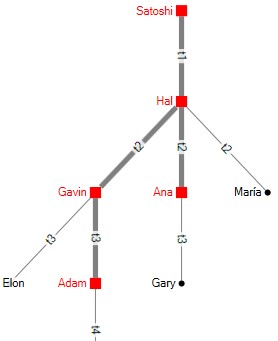 Satoshi
t1
Hal
t2
t2
t2
Gavin
Ana
María
t3
t3
t3
Elon
Adam
Gary
t4